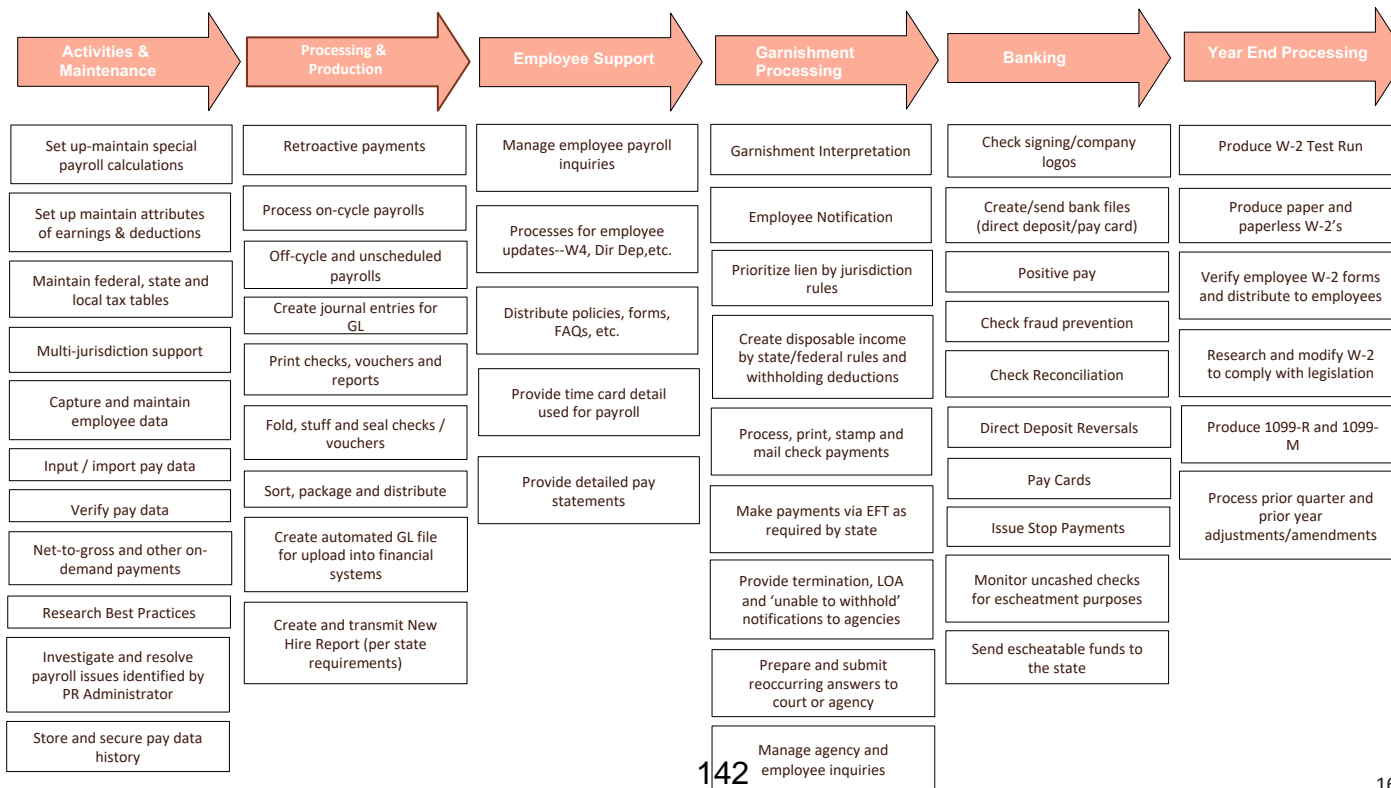 Activities &
Maintenance
Processing &
Production
Employee Support
Garnishment
Processing
Banking
Year End Processing
Set up-maintain special
payroll calculations
Set up maintain attributes
of earnings & deductions
Maintain federal, state and
local tax tables
Multi-jurisdiction support
Capture and maintain
employee data
Input / import pay data
Verify pay data
Net-to-gross and other on-
demand payments
Research Best Practices
Investigate and resolve
payroll issues identified by
PR Administrator
Store and secure pay data
history
Retroactive payments
Process on-cycle payrolls
Off-cycle and unscheduled
payrolls
Create journal entries for
GL
Print checks, vouchers and
reports
Fold, stuff and seal checks /
vouchers
Sort, package and distribute
Create automated GL file
for upload into financial
systems
Create and transmit New
Hire Report (per state
requirements)
Manage employee payroll
inquiries
Processes for employee
updates--W4, Dir Dep,etc.
Distribute policies, forms,
FAQs, etc.
Provide time card detail
used for payroll
Provide detailed pay
statements
Garnishment Interpretation
Employee Notification
Prioritize lien by jurisdiction
rules
Create disposable income
by state/federal rules and
withholding deductions
Process, print, stamp and
mail check payments
Make payments via EFT as
required by state
Provide termination, LOA
and ‘unable to withhold’
notifications to agencies
Prepare and submit
reoccurring answers to
court or agency
Manage agency and
employee inquiries
Check signing/company
logos
Create/send bank files
(direct deposit/pay card)
Positive pay
Check fraud prevention
Check Reconciliation
Direct Deposit Reversals
Pay Cards
Issue Stop Payments
Monitor uncashed checks
for escheatment purposes
Send escheatable funds to
the state
Produce W-2 Test Run
Produce paper and
paperless W-2’s
Verify employee W-2 forms
and distribute to employees
Research and modify W-2
to comply with legislation
Produce 1099-R and 1099-
M
Process prior quarter and
prior year
adjustments/amendments
142
16